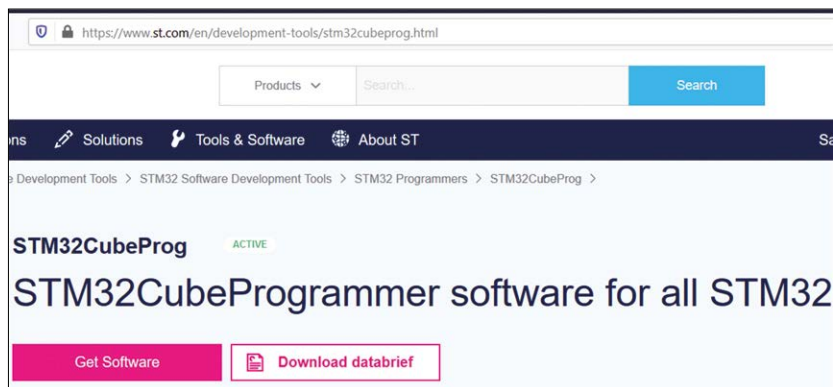 https://www.st.com/en/development-tools/stm32cubeprog.html
Products Search... Search
Solutions Tools & Software About ST
Development Tools > STM32 Software Development Tools > STM32 Programmers > STM32CubeProg >
STM32CubeProg ACTIVE
STM32CubeProgrammer software for all STM32
Get Software Download databrief